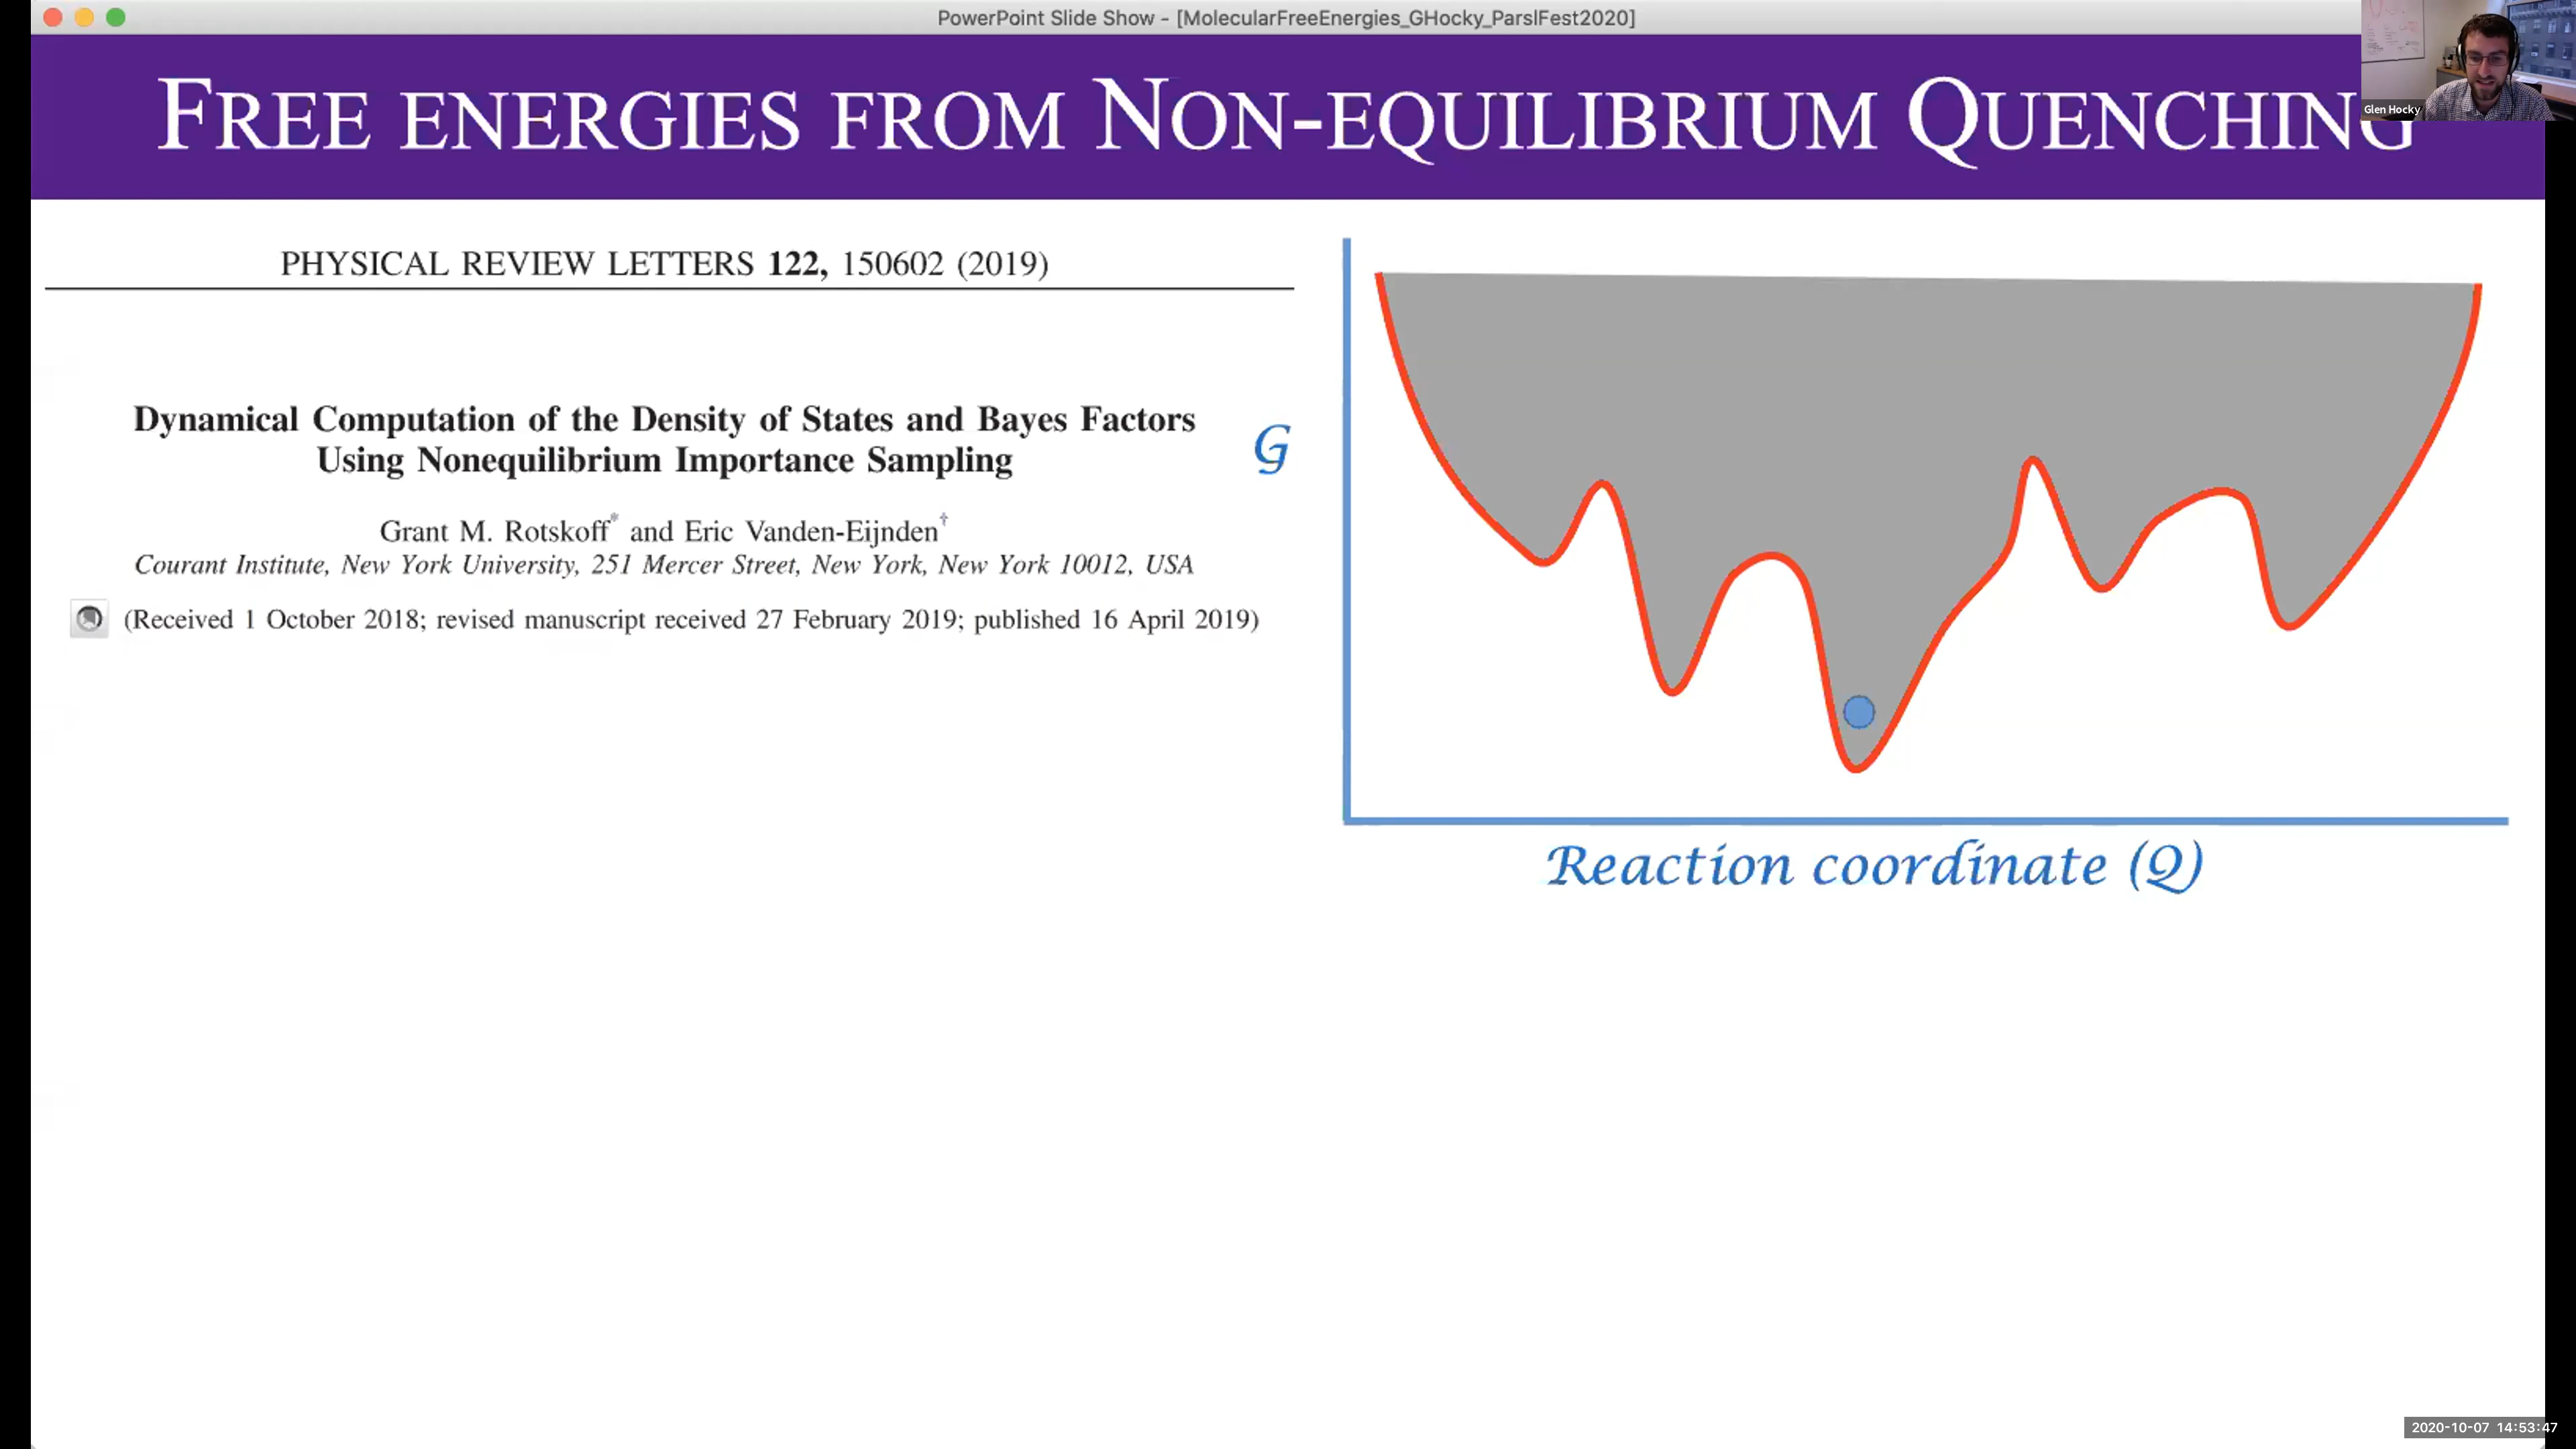 PowerPoint Slide Show - [MolecularFreeEnergies_GHocky_ParslFest2020]
FREE ENERGIES FROM NON-EQUILIBRIUM QUENCHING
Glen Hocky
PHYSICAL REVIEW LETTERS 122, 150602 (2019)
Dynamical Computation of the Density of States and Bayes Factors
Using Nonequilibrium Importance Sampling
Grant M. Rotskoff* and Eric Vanden-Eijnden†
Courant Institute, New York University, 251 Mercer Street, New York, New York 10012, USA
(Received 1 October 2018; revised manuscript received 27 February 2019; published 16 April 2019)
G
Reaction coordinate (Q)
2020-10-07 14:53:47